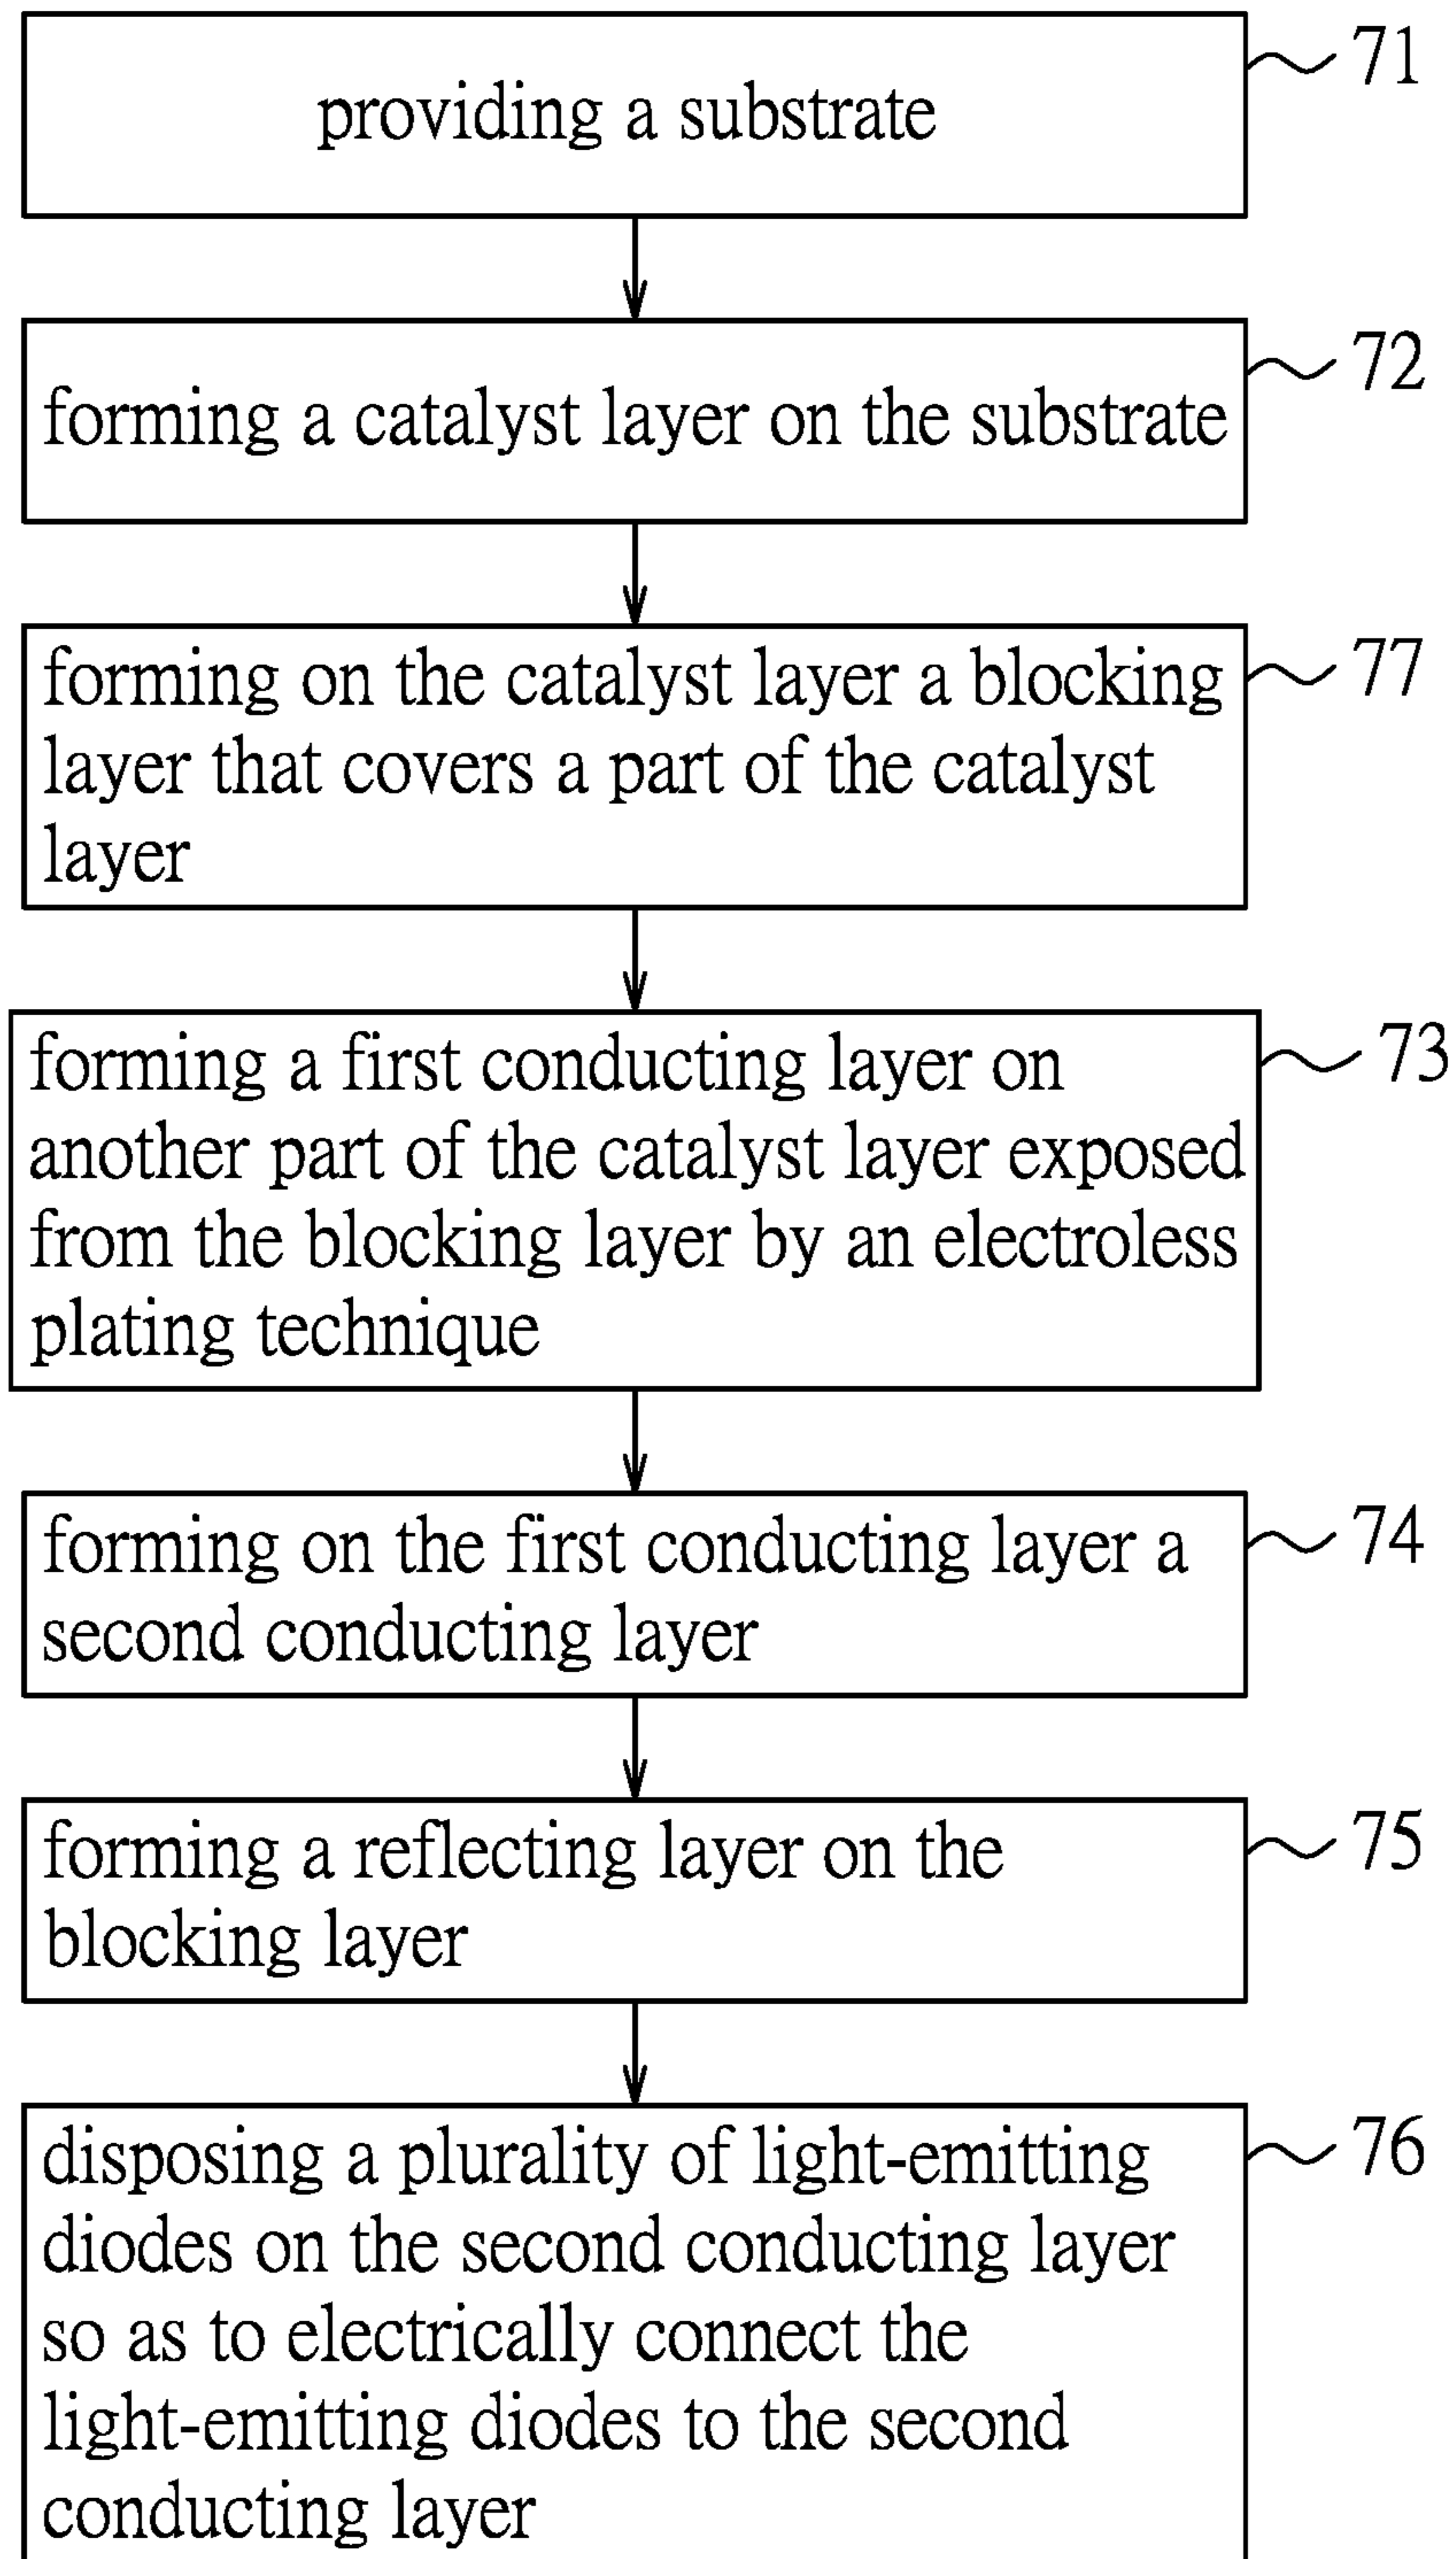 providing a substrate
71
forming a catalyst layer on the substrate
72
forming on the catalyst layer a blocking
layer that covers a part of the catalyst
layer
77
forming a first conducting layer on
another part of the catalyst layer exposed
from the blocking layer by an electroless
plating technique
73
forming on the first conducting layer a
second conducting layer
74
forming a reflecting layer on the
blocking layer
75
disposing a plurality of light-emitting
diodes on the second conducting layer
so as to electrically connect the
light-emitting diodes to the second
conducting layer
76